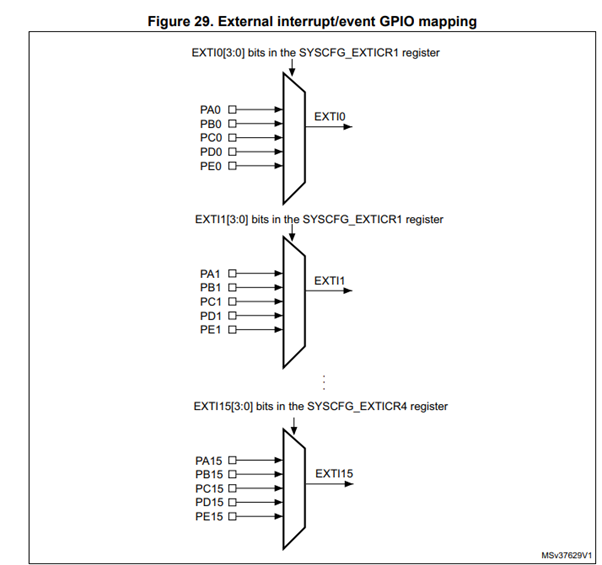 Figure 29. External interrupt/event GPIO mapping
EXTI0[3:0] bits in the SYSCFG_EXTICR1 register
PA0
PB0
PC0
PD0
PE0
EXTI0
EXTI1[3:0] bits in the SYSCFG_EXTICR1 register
PA1
PB1
PC1
PD1
PE1
EXTI1
EXTI15[3:0] bits in the SYSCFG_EXTICR4 register
PA15
PB15
PC15
PD15
PE15
EXTI15
MSv37629V1